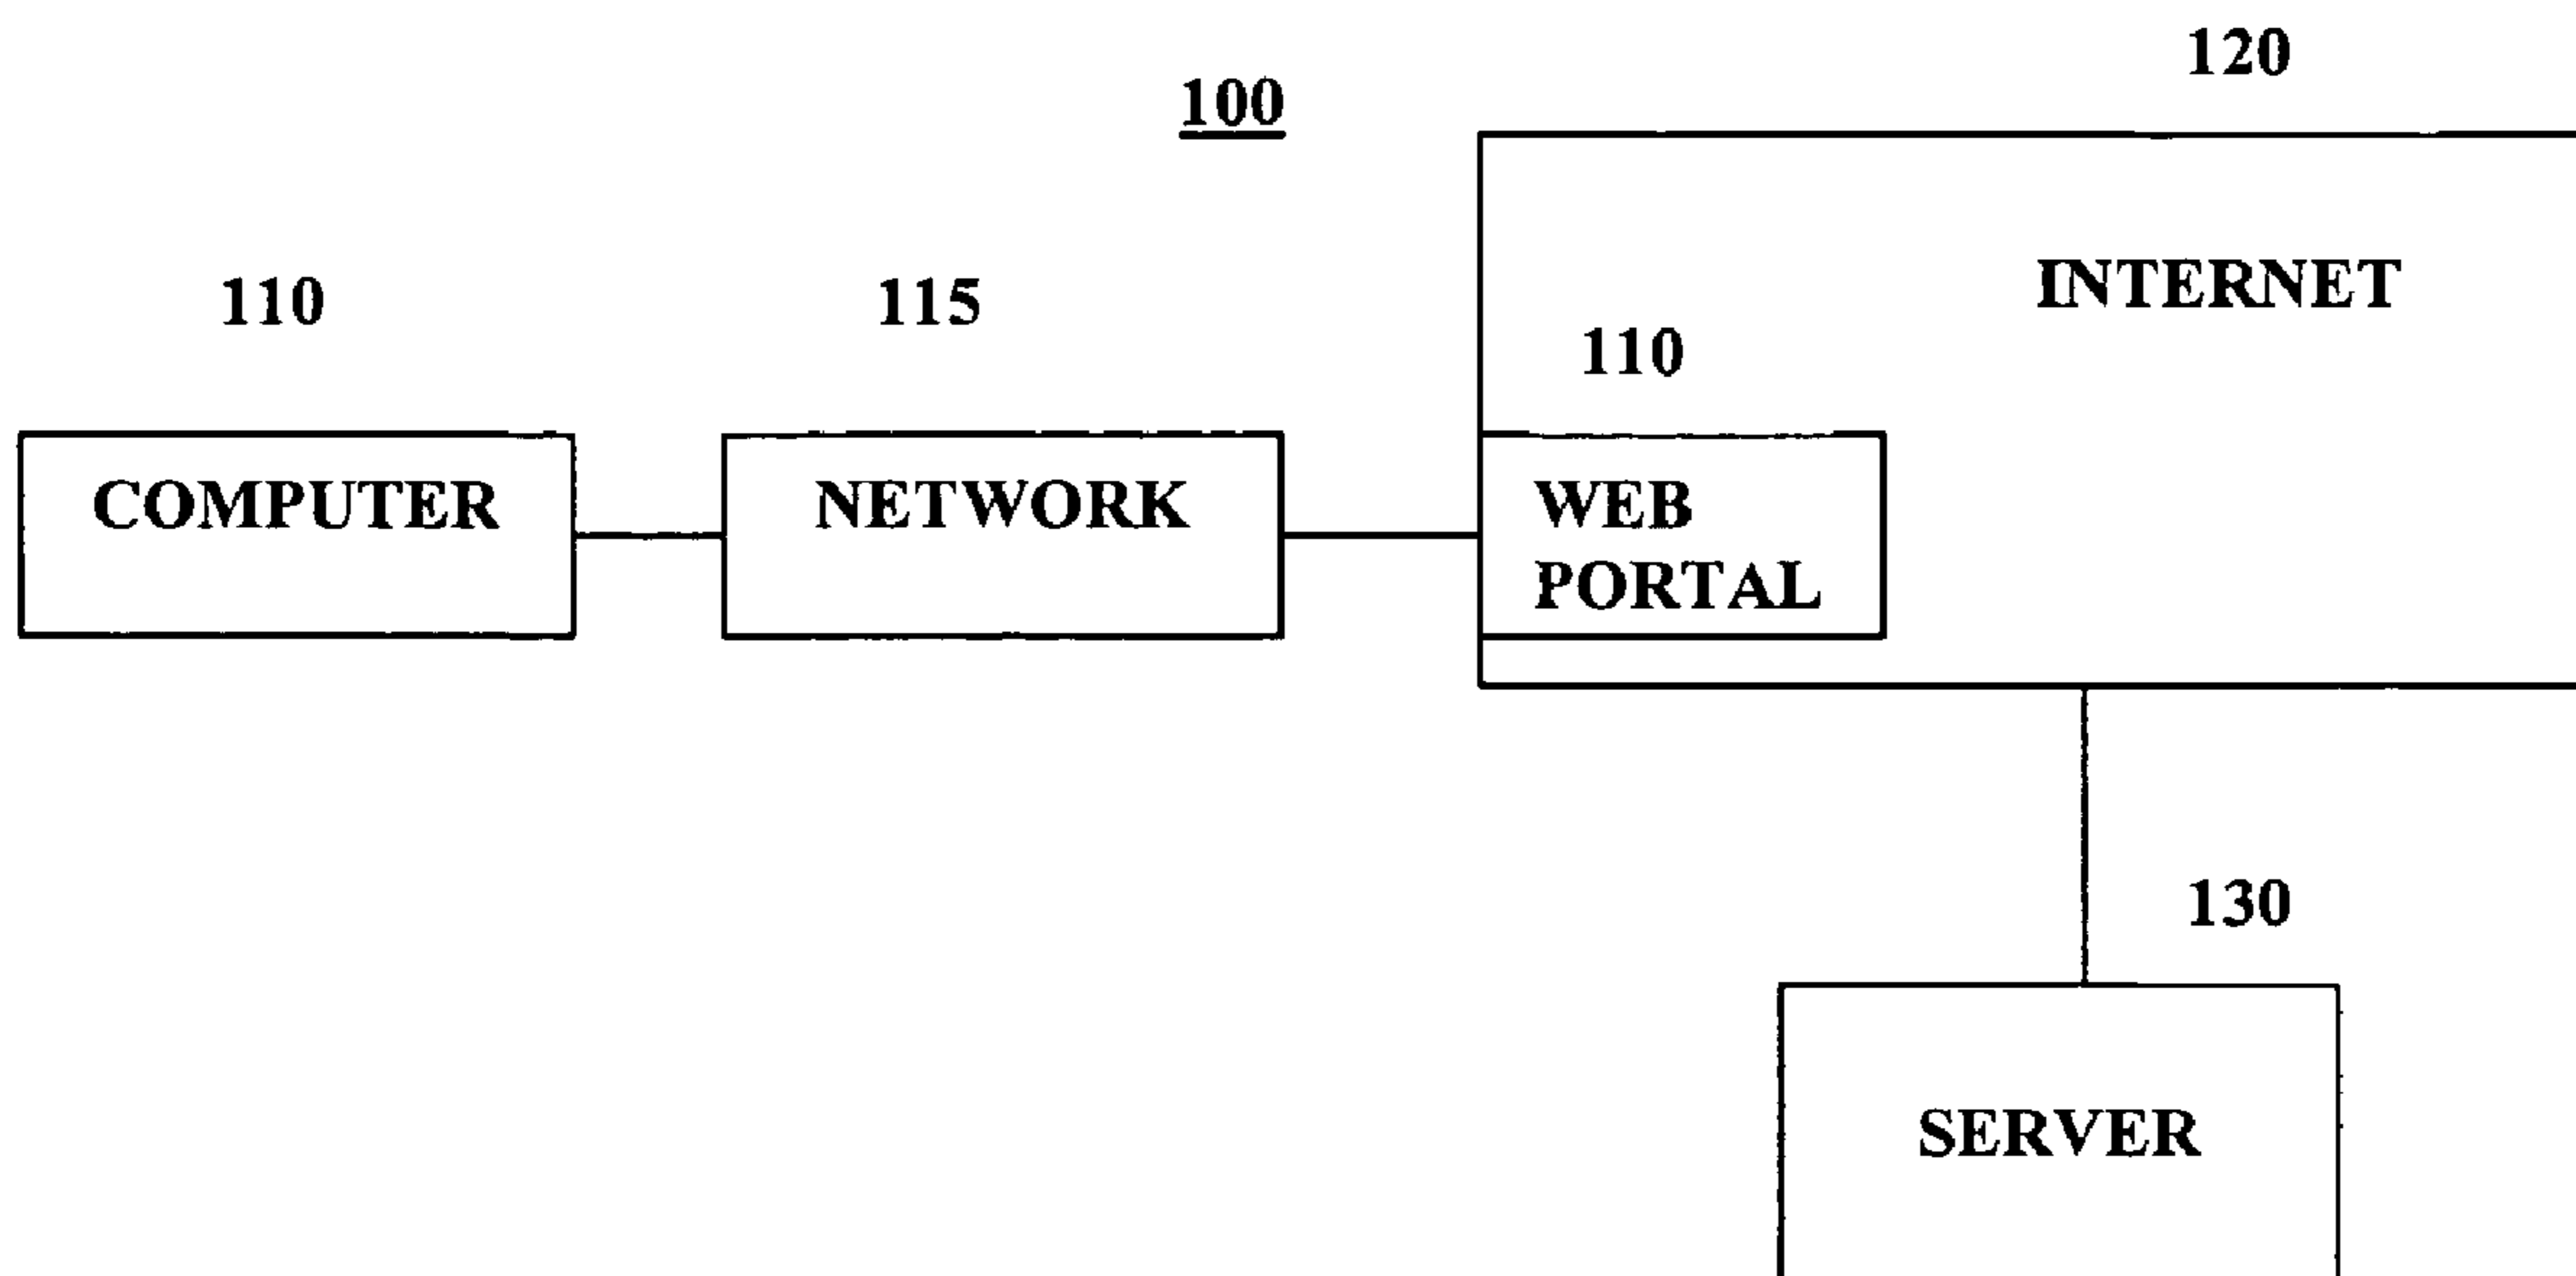 120
100
INTERNET
110
115
110
COMPUTER
NETWORK
WEB
PORTAL
130
SERVER